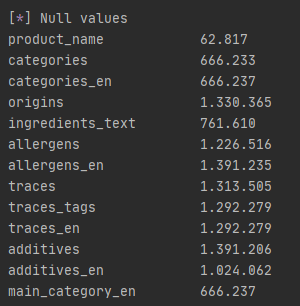 [*] Null values
product_name 62.817
categories 666.233
categories_en 666.237
origins 1.330.365
ingredients_text 761.610
allergens 1.226.516
allergens_en 1.391.235
traces 1.313.505
traces_tags 1.292.279
traces_en 1.292.279
additives 1.391.206
additives_en 1.024.062
main_category_en 666.237